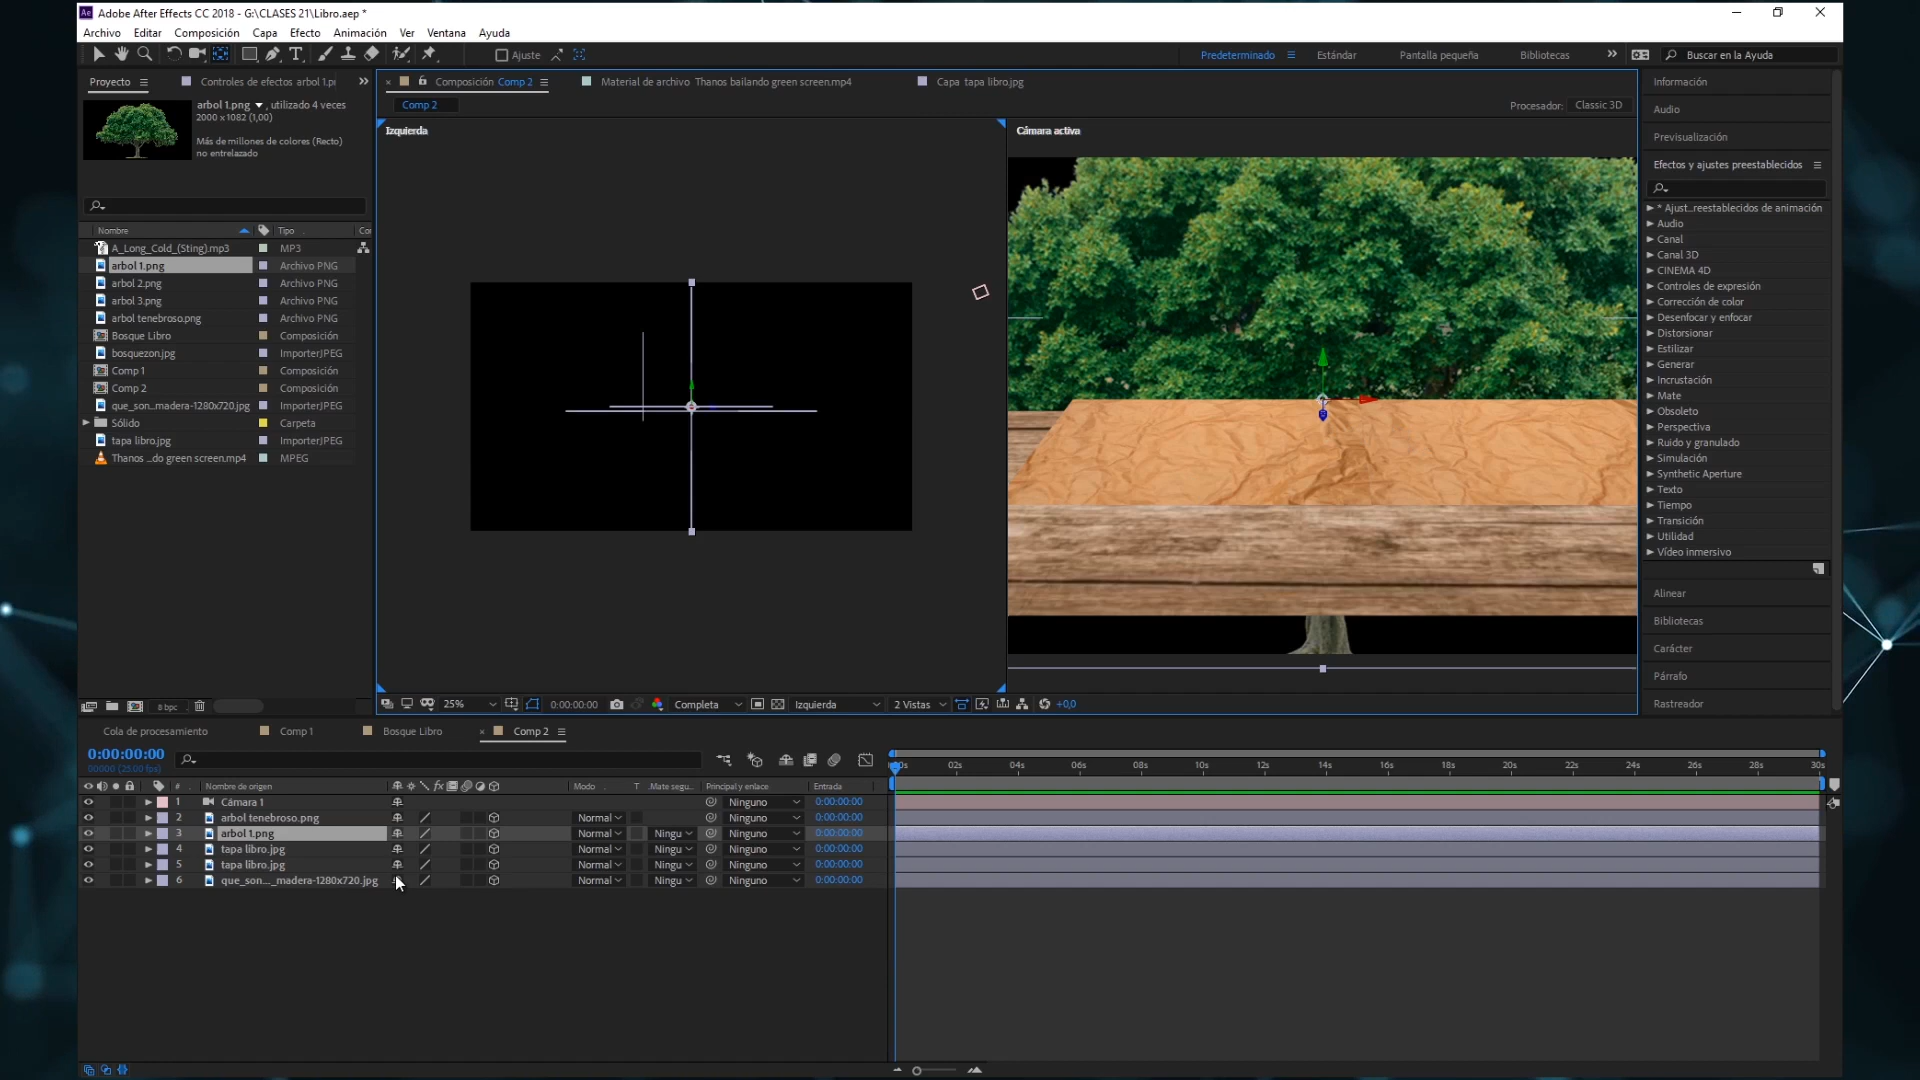 Adobe After Effects CC 2018 - G:\CLASES 21\Libro.aep *
Archivo Editar Composición Capa Efecto Animación Ver Ventana Ayuda
Ajuste
Predeterminado Estándar Pantalla pequeña Bibliotecas Buscar en la Ayuda
Proyecto Controles de efectos arbol 1.pi
arbol 1.png , utilizado 4 veces
2000 x 1082 (1,00)
Más de millones de colores (Recto)
no entrelazado
Nombre Tipo Co
A_Long_Cold_(Sting).mp3 MP3
arbol 1.png Archivo PNG
arbol 2.png Archivo PNG
arbol 3.png Archivo PNG
arbol tenebroso.png Archivo PNG
Bosque Libro Composición
bosquezon.jpg ImporterJPEG
Comp 1 Composición
Comp 2 Composición
que_son...madera-1280x720.jpg ImporterJPEG
Sólido Carpeta
tapa libro.jpg ImporterJPEG
Thanos ...do green screen.mp4 MPEG
8 bpc
Composición Comp 2 Material de archivo Thanos bailando green screen.mp4 Capa tapa libro.jpg
Comp 2 Procesador: Classic 3D
Izquierda Cámara activa
25% 0:00:00:00 Completa Izquierda 2 Vistas +0,0
Información
Audio
Previsualización
Efectos y ajustes preestablecidos
* Ajust...reestablecidos de animación
Audio
Canal
Canal 3D
CINEMA 4D
Controles de expresión
Corrección de color
Desenfocar y enfocar
Distorsionar
Estilizar
Generar
Incrustación
Mate
Obsoleto
Perspectiva
Ruido y granulado
Simulación
Synthetic Aperture
Texto
Tiempo
Transición
Utilidad
Vídeo inmersivo
Alinear
Bibliotecas
Carácter
Párrafo
Rastreador
Cola de procesamiento Comp 1 Bosque Libro Comp 2
0:00:00:00
00000 (25.00 fps)
02s 04s 06s 08s 10s 12s 14s 16s 18s 20s 22s 24s 26s 28s 30s
# Nombre de origen fx Modo T .Mate segu... Principal y enlace Entrada
1 Cámara 1 Ninguno 0:00:00:00
2 arbol tenebroso.png Normal Ninguno 0:00:00:00
3 arbol 1.png Normal Ningu Ninguno 0:00:00:00
4 tapa libro.jpg Normal Ningu Ninguno 0:00:00:00
5 tapa libro.jpg Normal Ningu Ninguno 0:00:00:00
6 que_son..._madera-1280x720.jpg Normal Ningu Ninguno 0:00:00:00